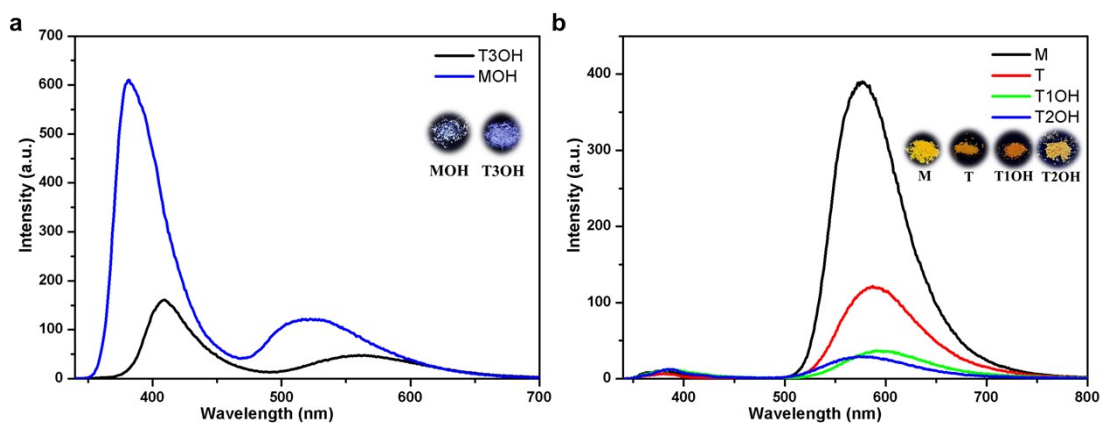 a
700
600
500
400
300
200
100
0
Intensity (a.u.)
T3OH
MOH
MOH T3OH
400 500 600 700
Wavelength (nm)
b
400
300
200
100
0
Intensity (a.u.)
M
T
T1OH
T2OH
M T T1OH T2OH
400 500 600 700 800
Wavelength (nm)